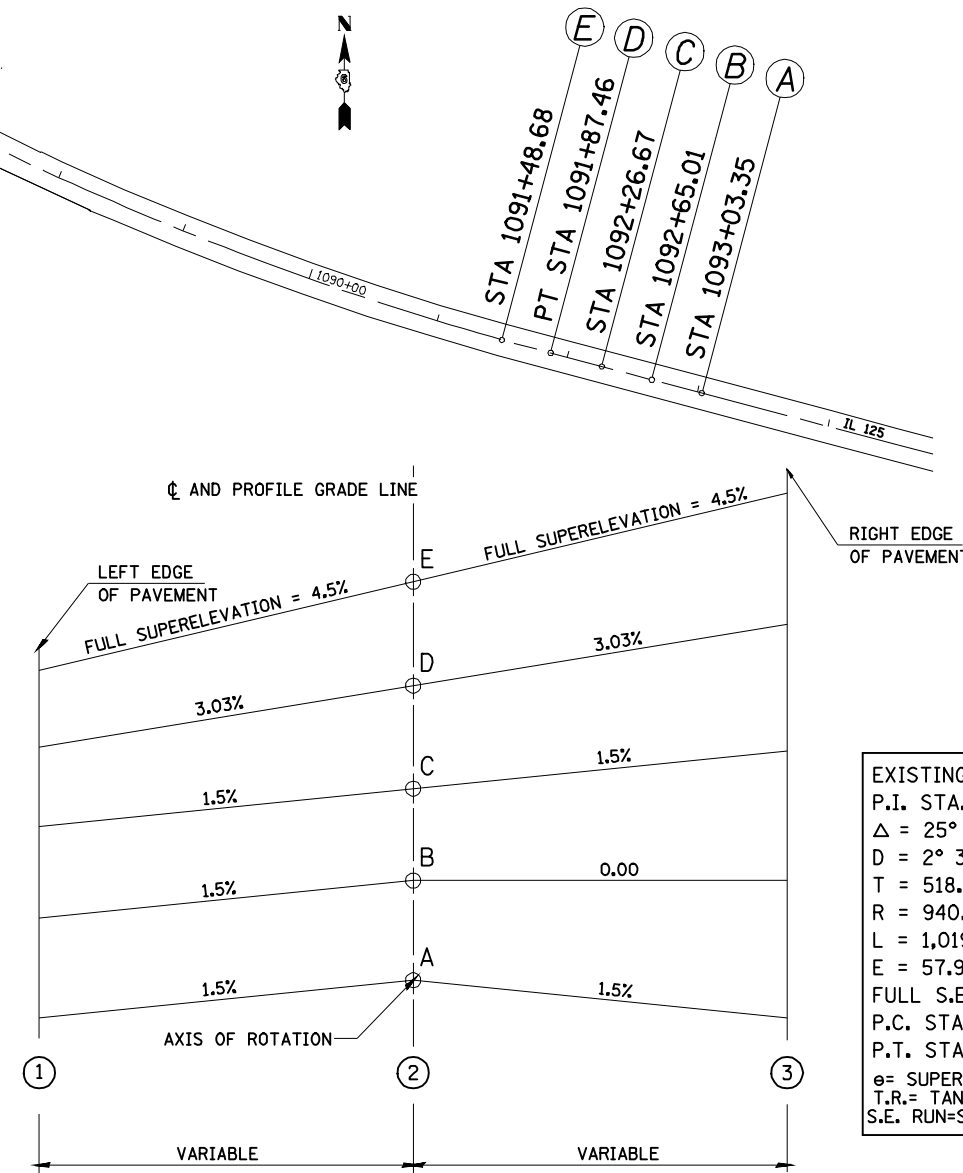 N
E
D
C
B
A
STA 1091+48.68
PT STA 1091+87.46
STA 1092+26.67
STA 1092+65.01
STA 1093+03.35
1090+00
IL 125
℄ AND PROFILE GRADE LINE
FULL SUPERELEVATION = 4.5%
RIGHT EDGE
OF PAVEMENT
LEFT EDGE
OF PAVEMENT
E
FULL SUPERELEVATION = 4.5%
D
3.03%
3.03%
C
1.5%
1.5%
B
1.5%
0.00
A
1.5%
1.5%
AXIS OF ROTATION
1
2
3
VARIABLE
VARIABLE
EXISTING
P.I. STA.
Δ = 25°
D = 2° 3
T = 518.
R = 940.
L = 1,019
E = 57.9
FULL S.E
P.C. STA
P.T. STA
e= SUPER
T.R.= TAN
S.E. RUN=S